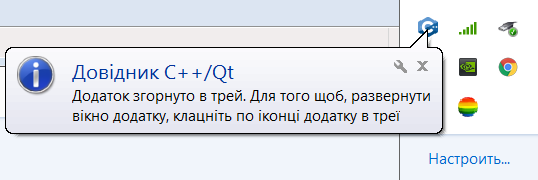 Довідник C++/Qt
Додаток згорнуто в трей. Для того щоб, развернути
вікно додатку, клацніть по іконці додатку в треї
Настроить...